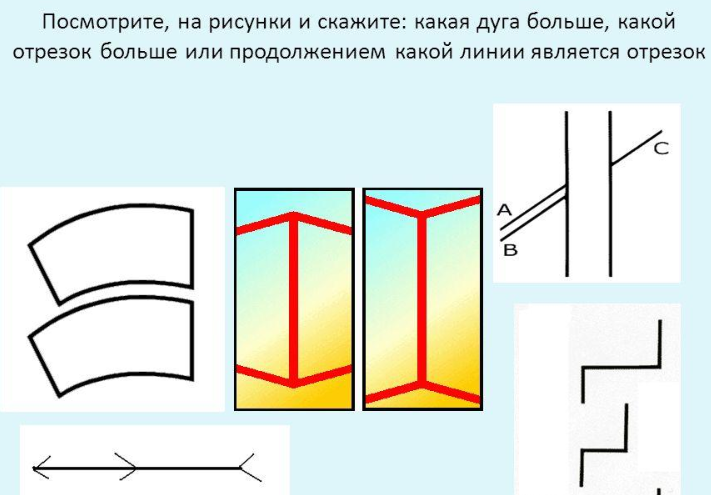 Посмотрите, на рисунки и скажите: какая дуга больше, какой
отрезок больше или продолжением какой линии является отрезок
C
A
B